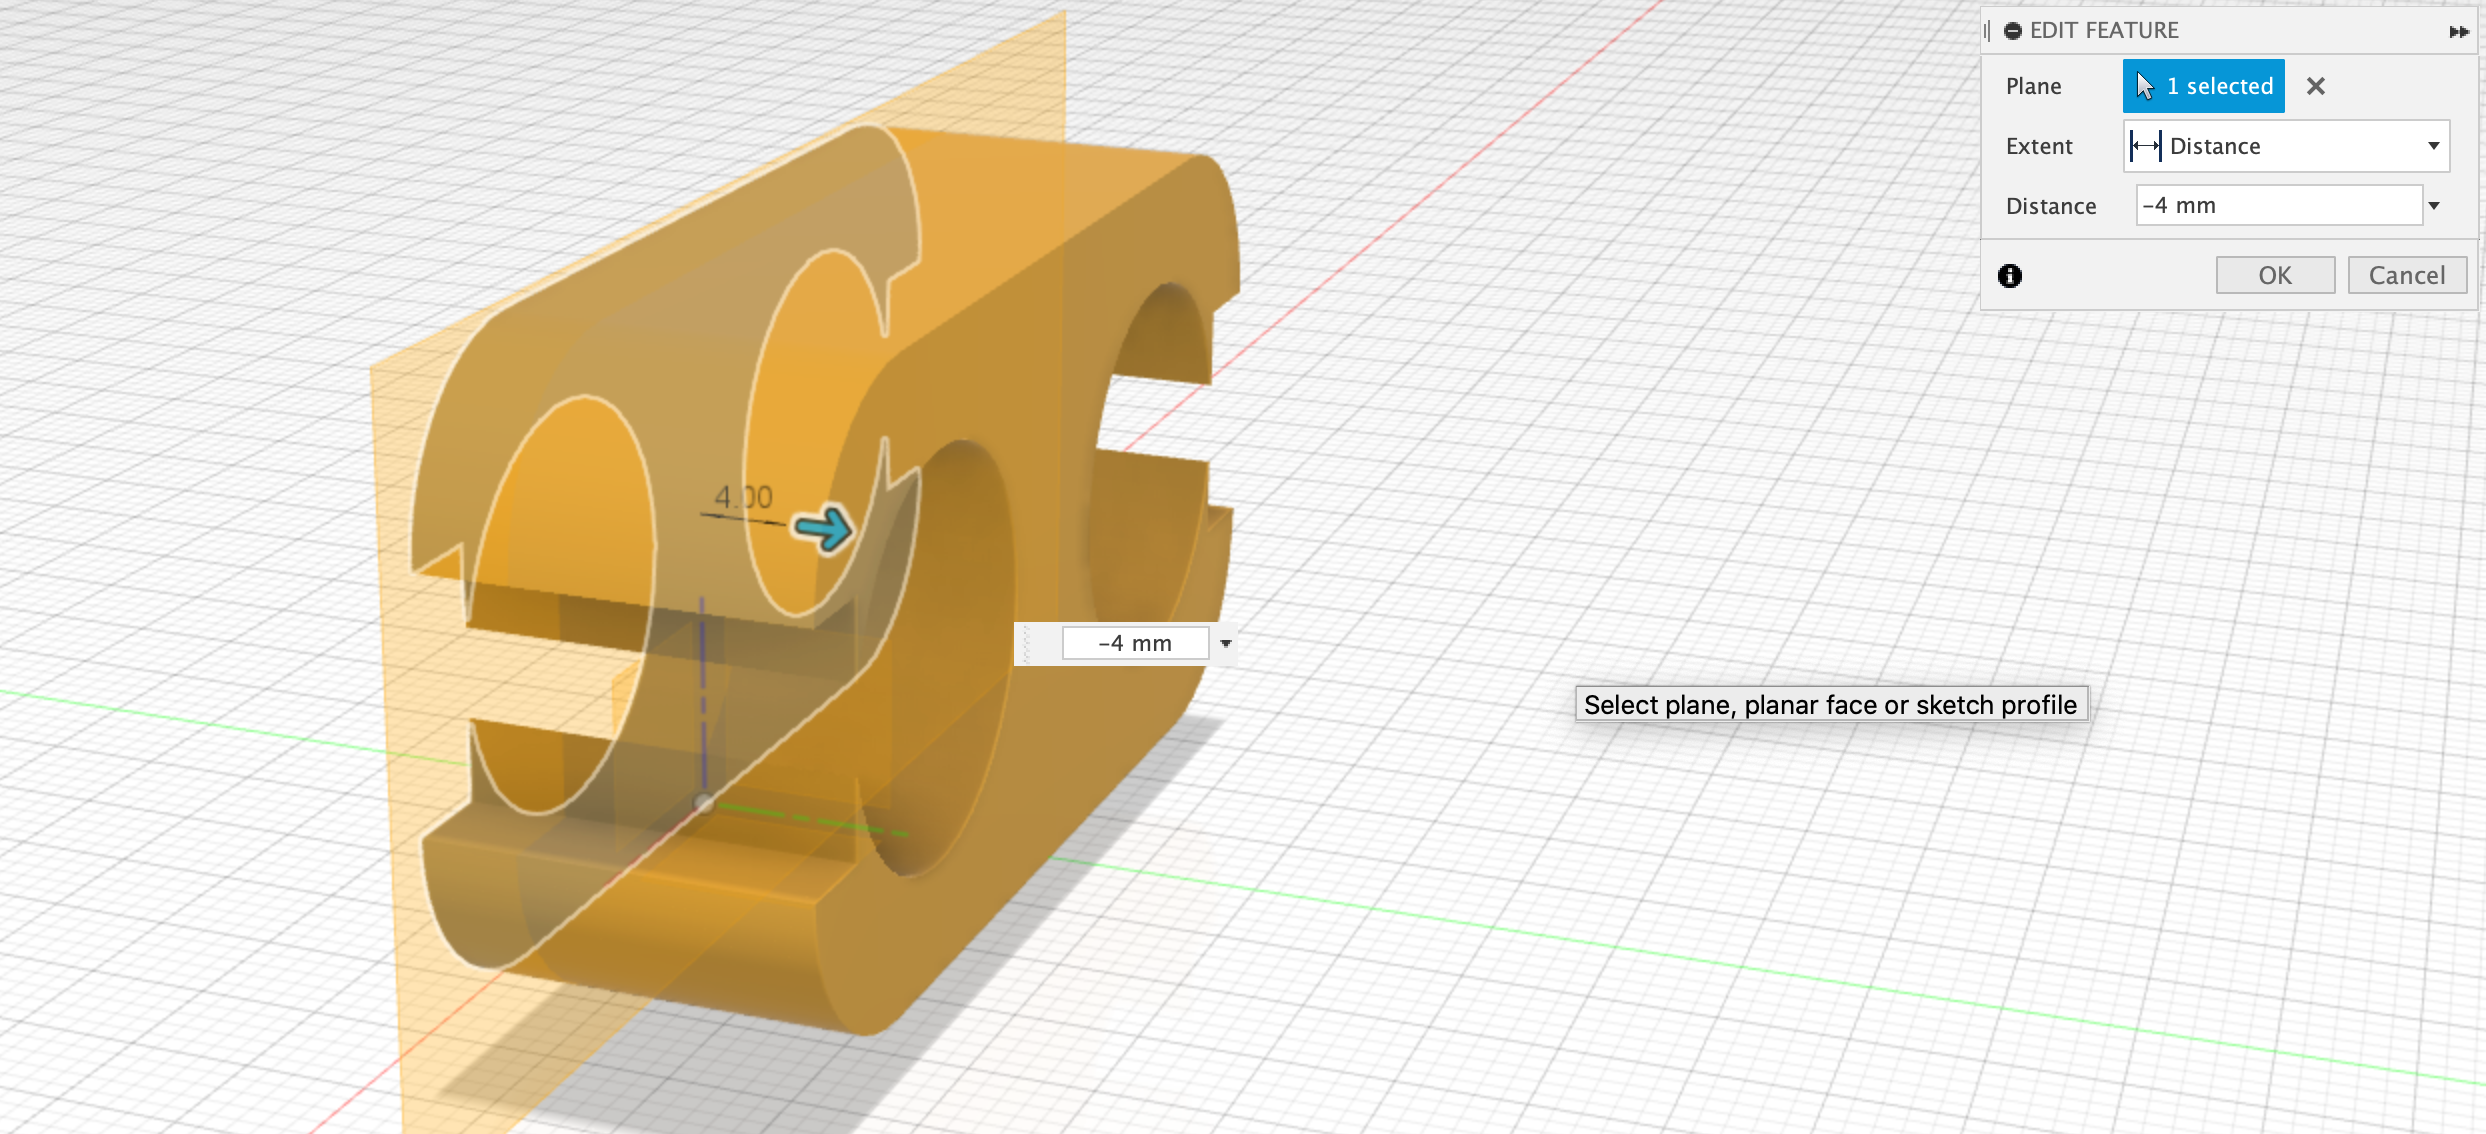 EDIT FEATURE
Plane
1 selected
Extent
Distance
Distance
-4 mm
OK
Cancel
4.00
-4 mm
Select plane, planar face or sketch profile